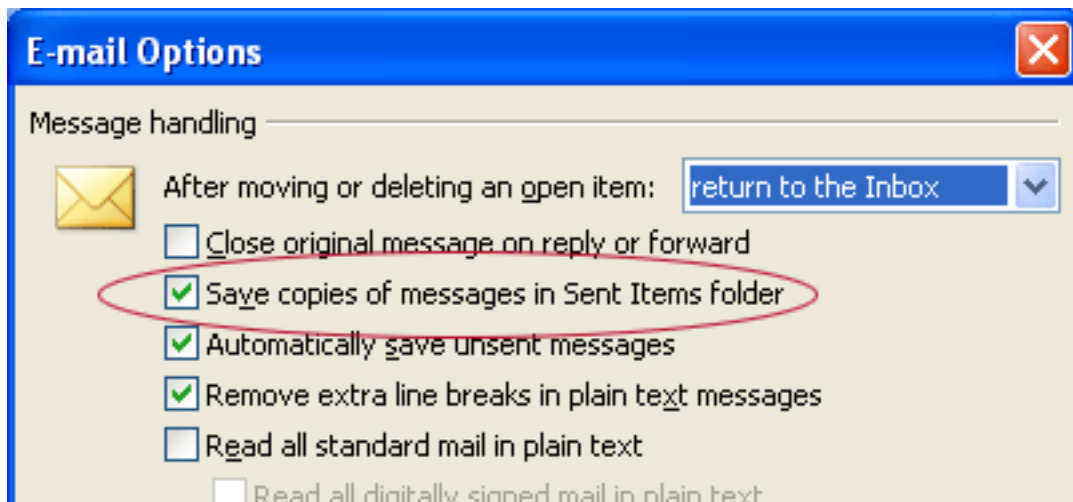 E-mail Options
Message handling
After moving or deleting an open item: return to the Inbox
Close original message on reply or forward
Save copies of messages in Sent Items folder
Automatically save unsent messages
Remove extra line breaks in plain text messages
Read all standard mail in plain text
Read all digitally signed mail in plain text